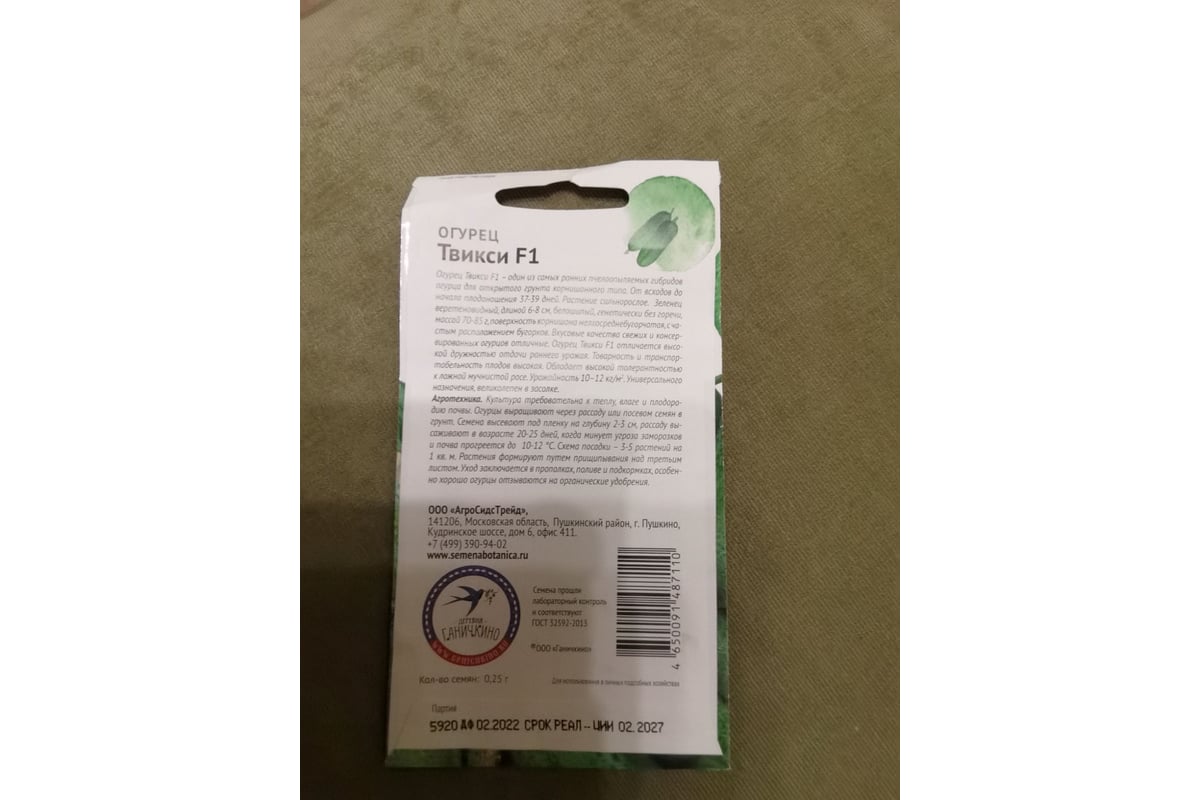 ОГУРЕЦ
Твикси F1
Огурец Твикси F1 – один из самых ранних пчелоопыляемых гибридов
огурца для открытого грунта корнишонного типа. От всходов до
начала плодоношения 37-39 дней. Растение сильнорослое. Зеленец
веретеновидный, длиной 6-8 см, белошипый, генетически без горечи,
массой 70-85 г, поверхность корнишона мелкосреднебугорчатая, с ча-
стым расположением бугорков. Вкусовые качества свежих и консер-
вированных огурцов отличные. Огурец Твикси F1 отличается высо-
кой дружностью отдачи раннего урожая. Товарность и транспор-
табельность плодов высокая. Обладает высокой толерантностью
к ложной мучнистой росе. Урожайность 10–12 кг/м². Универсального
назначения, великолепен в засолке.
Агротехника. Культура требовательна к теплу, влаге и плодоро-
дию почвы. Огурцы выращивают через рассаду или посевом семян в
грунт. Семена высевают под пленку на глубину 2-3 см, рассаду вы-
саживают в возрасте 20-25 дней, когда минует угроза заморозков
и почва прогреется до 10-12 °С. Схема посадки – 3-5 растений на
1 кв. м. Растения формируют путем прищипывания над третьим
листом. Уход заключается в прополках, поливе и подкормках, особен-
но хорошо огурцы отзываются на органические удобрения.
ООО «АгроСидсТрейд»,
141206, Московская область, Пушкинский район, г. Пушкино,
Кудринское шоссе, дом 6, офис 411.
+7 (499) 390-94-02
www.semenabotanica.ru
ДЕРЕВНЯ
ГАНИЧКИНО
WWW.GANICHKINO.RU
Семена прошли
лабораторный контроль
и соответствуют
ГОСТ 32592-2013
®ООО «Ганичкино»
4 650091 487110
Кол-во семян: 0,25 г
Для использования в личных подсобных хозяйствах
Партия
5920 ДФ 02.2022 СРОК РЕАЛ -- ЦИИ 02.2027